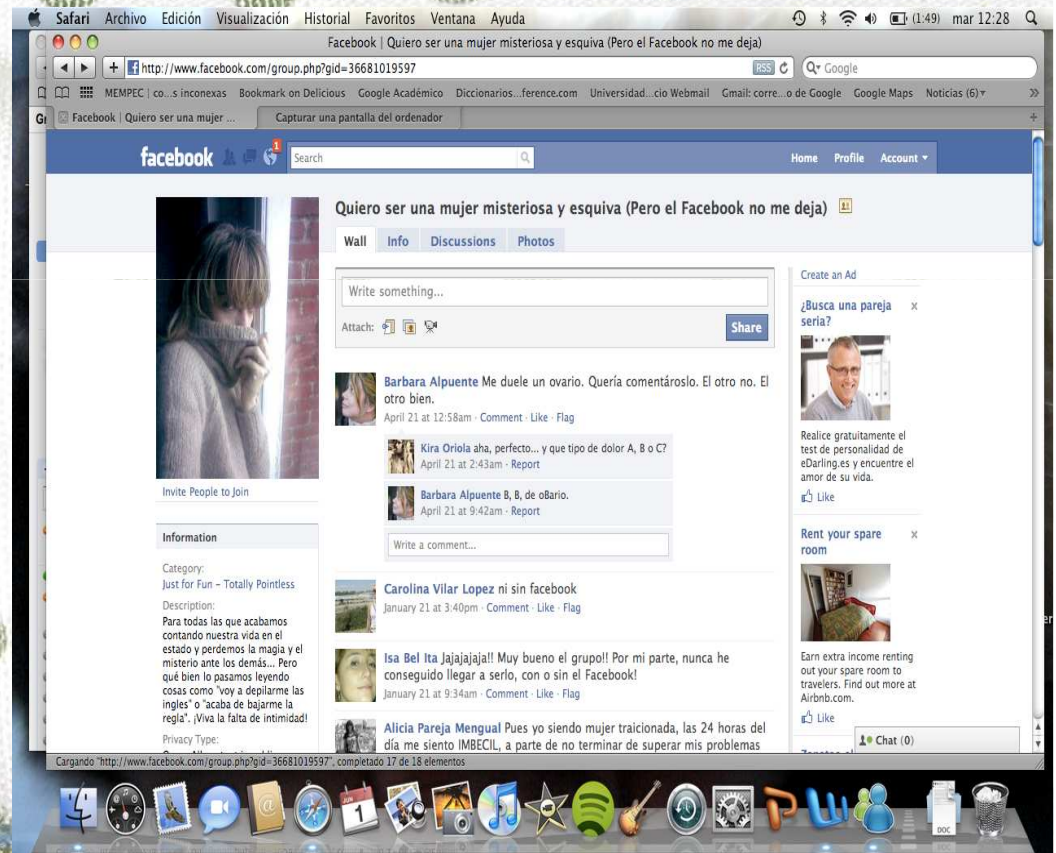 Safari Archivo Edición Visualización Historial Favoritos Ventana Ayuda (1:49) mar 12:28
Facebook | Quiero ser una mujer misteriosa y esquiva (Pero el Facebook no me deja)
http://www.facebook.com/group.php?gid=36681019597 RSS Google
MEMPEC | co...s inconexas Bookmark on Delicious Google Académico Diccionarios...ference.com Universidad...cio Webmail Gmail: corre...o de Google Google Maps Noticias (6)
Facebook | Quiero ser una mujer ... Capturar una pantalla del ordenador
facebook 1 Search Home Profile Account
Quiero ser una mujer misteriosa y esquiva (Pero el Facebook no me deja)
Wall Info Discussions Photos
Write something...
Attach: Share
Barbara Alpuente Me duele un ovario. Quería comentároslo. El otro no. El
otro bien.
April 21 at 12:58am · Comment · Like · Flag
Kira Oriola aha, perfecto... y que tipo de dolor A, B o C?
April 21 at 2:43am · Report
Barbara Alpuente B, B, de oBario.
April 21 at 9:42am · Report
Write a comment...
Carolina Vilar Lopez ni sin facebook
January 21 at 3:40pm · Comment · Like · Flag
Isa Bel Ita Jajajajaja!! Muy bueno el grupo!! Por mi parte, nunca he
conseguido llegar a serlo, con o sin el Facebook!
January 21 at 9:34am · Comment · Like · Flag
Alicia Pareja Mengual Pues yo siendo mujer traicionada, las 24 horas del
día me siento IMBECIL, a parte de no terminar de superar mis problemas
Invite People to Join
Information
Category:
Just for Fun – Totally Pointless
Description:
Para todas las que acabamos
contando nuestra vida en el
estado y perdemos la magia y el
misterio ante los demás... Pero
qué bien lo pasamos leyendo
cosas como "voy a depilarme las
ingles" o "acaba de bajarme la
regla". ¡Viva la falta de intimidad!
Privacy Type:
Create an Ad
¿Busca una pareja
seria?
Realice gratuitamente el
test de personalidad de
eDarling.es y encuentre el
amor de su vida.
Like
Rent your spare
room
Earn extra income renting
out your spare room to
travelers. Find out more at
Airbnb.com.
Like
Chat (0)
Cargando "http://www.facebook.com/group.php?gid=36681019597", completado 17 de 18 elementos
JUN
1
DOC